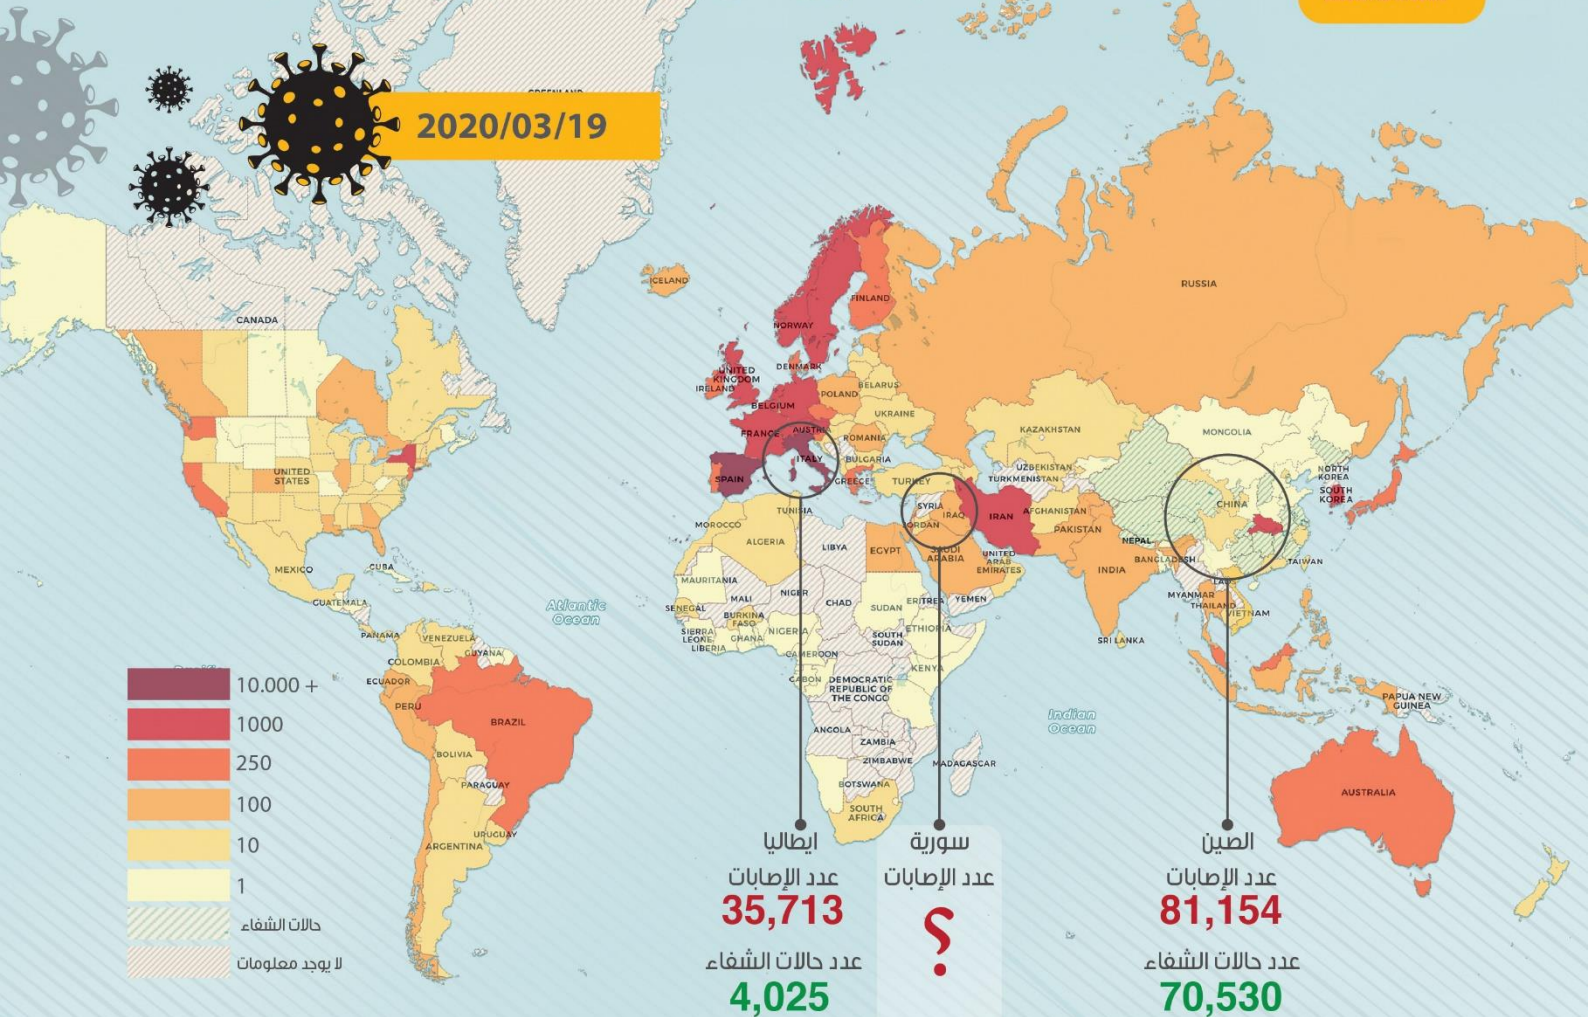 2020/03/19
GREENLAND
ICELAND
RUSSIA
CANADA
FINLAND
NORWAY
UNITED
KINGDOM
DENMARK
IRELAND
POLAND
BELARUS
BELGIUM
UKRAINE
FRANCE
AUSTRIA
ROMANIA
KAZAKHSTAN
MONGOLIA
ITALY
BULGARIA
UZBEKISTAN
NORTH
KOREA
UNITED
STATES
SPAIN
GREECE
TURKEY
TURKMENISTAN
SOUTH
KOREA
SYRIA
CHINA
TUNISIA
IRAQ
IRAN
AFGHANISTAN
MOROCCO
JORDAN
PAKISTAN
ALGERIA
LIBYA
EGYPT
SAUDI
ARABIA
UNITED
ARAB
EMIRATES
NEPAL
BANGLADESH
TAIWAN
INDIA
MEXICO
CUBA
MAURITANIA
LAOS
MYANMAR
GUATEMALA
Atlantic
Ocean
MALI
NIGER
CHAD
SUDAN
ERITREA
YEMEN
THAILAND
VIETNAM
SENEGAL
BURKINA
FASO
SIERRA
LEONE
LIBERIA
GHANA
NIGERIA
SOUTH
SUDAN
ETHIOPIA
SRI LANKA
PANAMA
VENEZUELA
GUYANA
COLOMBIA
CAMEROON
KENYA
GABON
DEMOCRATIC
REPUBLIC OF
THE CONGO
ECUADOR
PERU
BRAZIL
Indian
Ocean
PAPUA NEW
GUINEA
ANGOLA
ZAMBIA
BOLIVIA
ZIMBABWE
MADAGASCAR
PARAGUAY
BOTSWANA
AUSTRALIA
SOUTH
AFRICA
URUGUAY
ARGENTINA
10.000 +
1000
250
100
10
1
حالات الشفاء
لا يوجد معلومات
ايطاليا
عدد الإصابات
35,713
عدد حالات الشفاء
4,025
سورية
عدد الإصابات
؟
الصين
عدد الإصابات
81,154
عدد حالات الشفاء
70,530